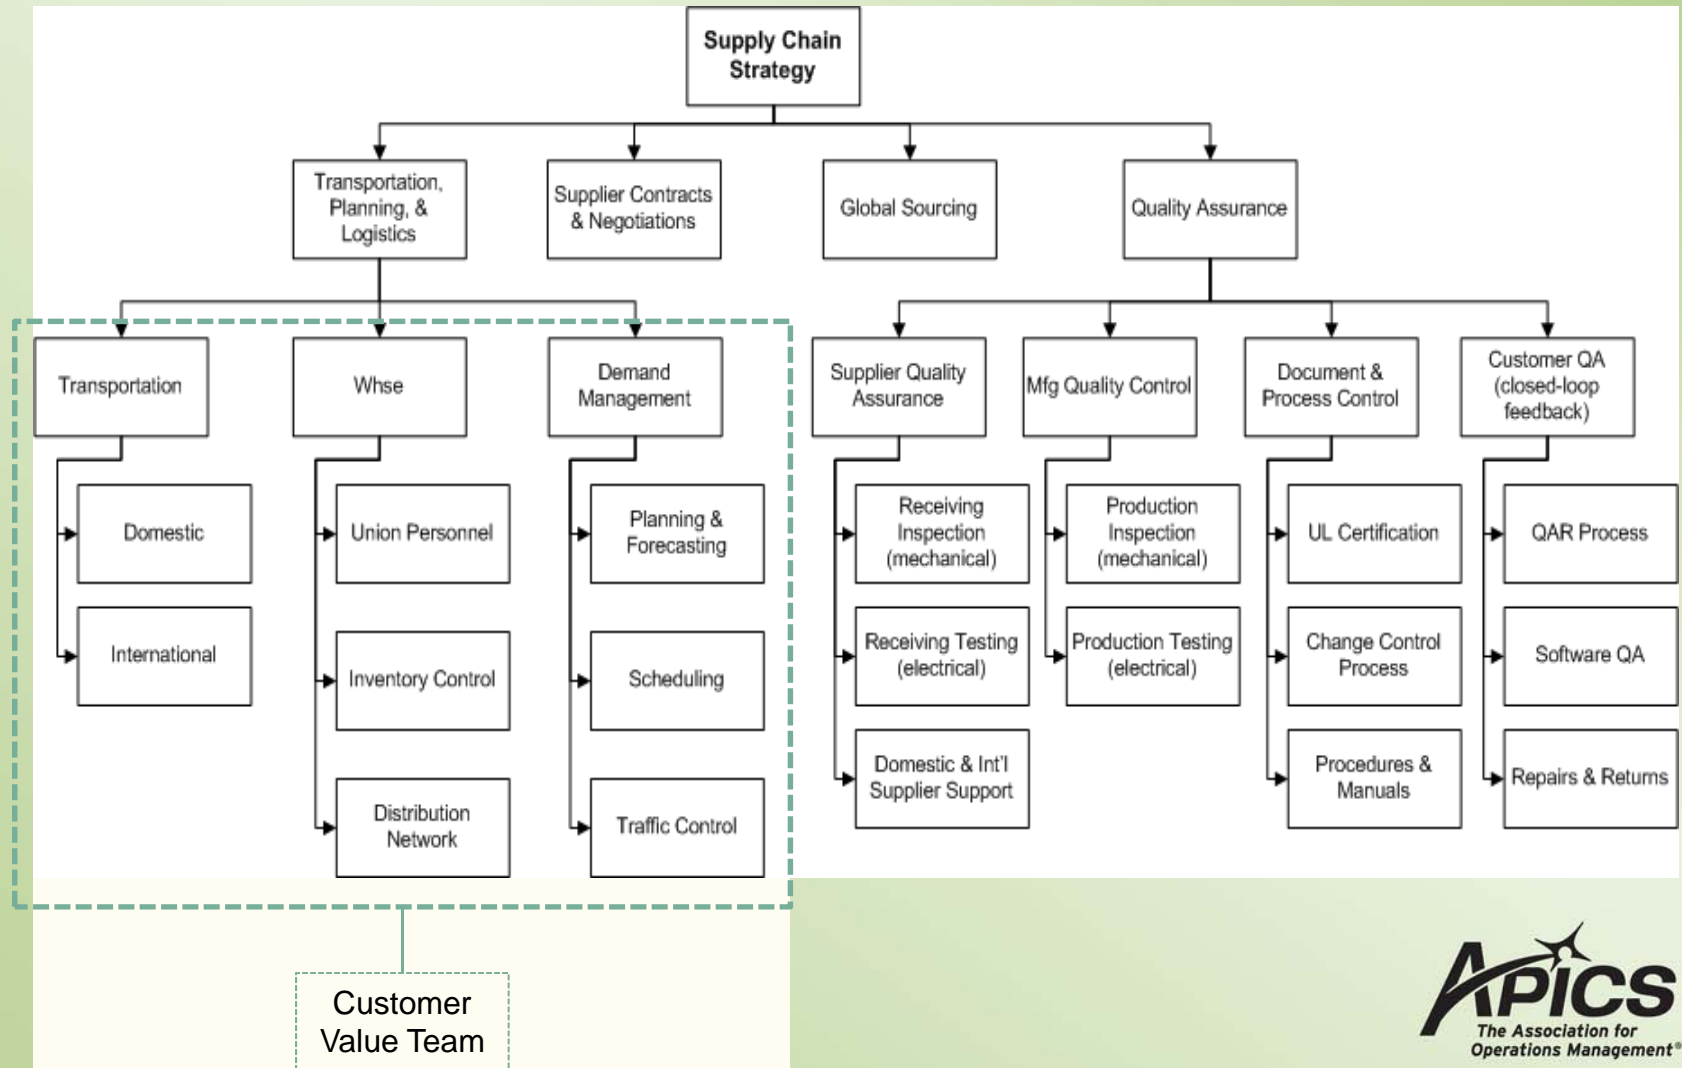 Supply Chain
Strategy
Transportation,
Planning, &
Logistics
Supplier Contracts
& Negotiations
Global Sourcing
Quality Assurance
Transportation
Whse
Demand
Management
Supplier Quality
Assurance
Mfg Quality Control
Document &
Process Control
Customer QA
(closed-loop
feedback)
Domestic
International
Union Personnel
Inventory Control
Distribution
Network
Planning &
Forecasting
Scheduling
Traffic Control
Receiving
Inspection
(mechanical)
Receiving Testing
(electrical)
Domestic & Int'l
Supplier Support
Production
Inspection
(mechanical)
Production Testing
(electrical)
UL Certification
Change Control
Process
Procedures &
Manuals
QAR Process
Software QA
Repairs & Returns
Customer
Value Team
APICS
The Association for
Operations Management®